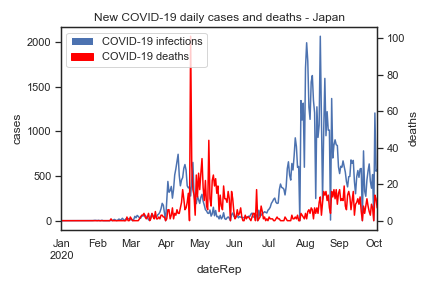 New COVID-19 daily cases and deaths - Japan
COVID-19 infections
COVID-19 deaths
cases
2000
1500
1000
500
0
deaths
100
80
60
40
20
0
Jan Feb Mar Apr May Jun Jul Aug Sep Oct
2020
dateRep